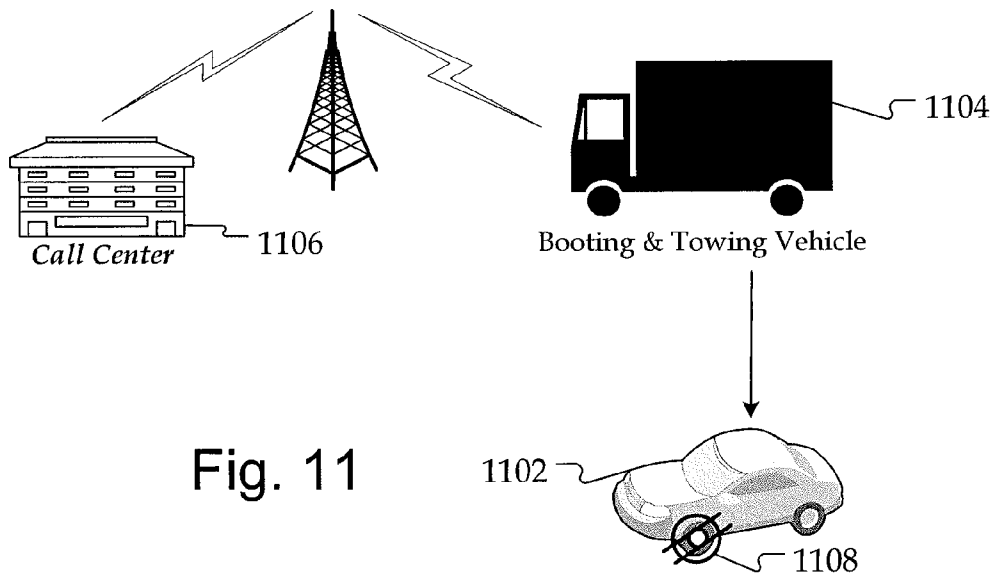 1104
1106
Call Center
Booting & Towing Vehicle
Fig. 11
1102
1108